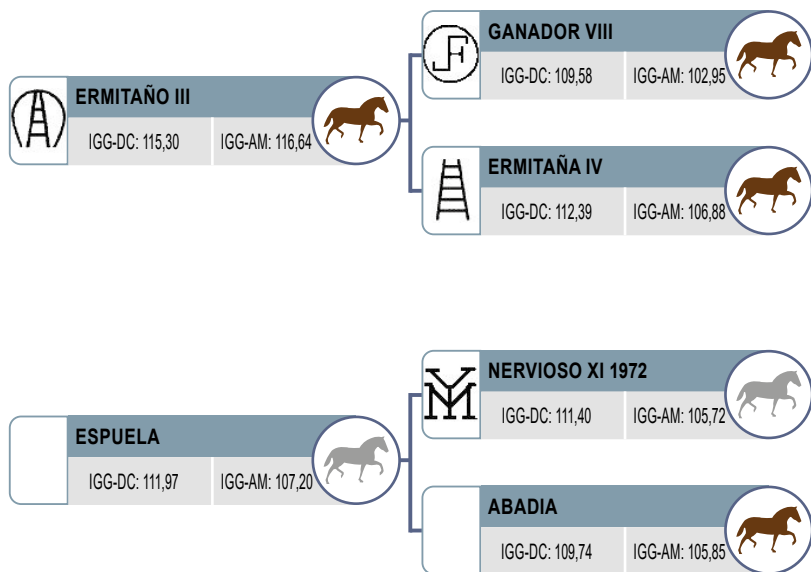 GANADOR VIII
IGG-DC: 109,58 IGG-AM: 102,95
ERMITAÑO III
IGG-DC: 115,30 IGG-AM: 116,64
ERMITAÑA IV
IGG-DC: 112,39 IGG-AM: 106,88
NERVIOSO XI 1972
IGG-DC: 111,40 IGG-AM: 105,72
ESPUELA
IGG-DC: 111,97 IGG-AM: 107,20
ABADIA
IGG-DC: 109,74 IGG-AM: 105,85